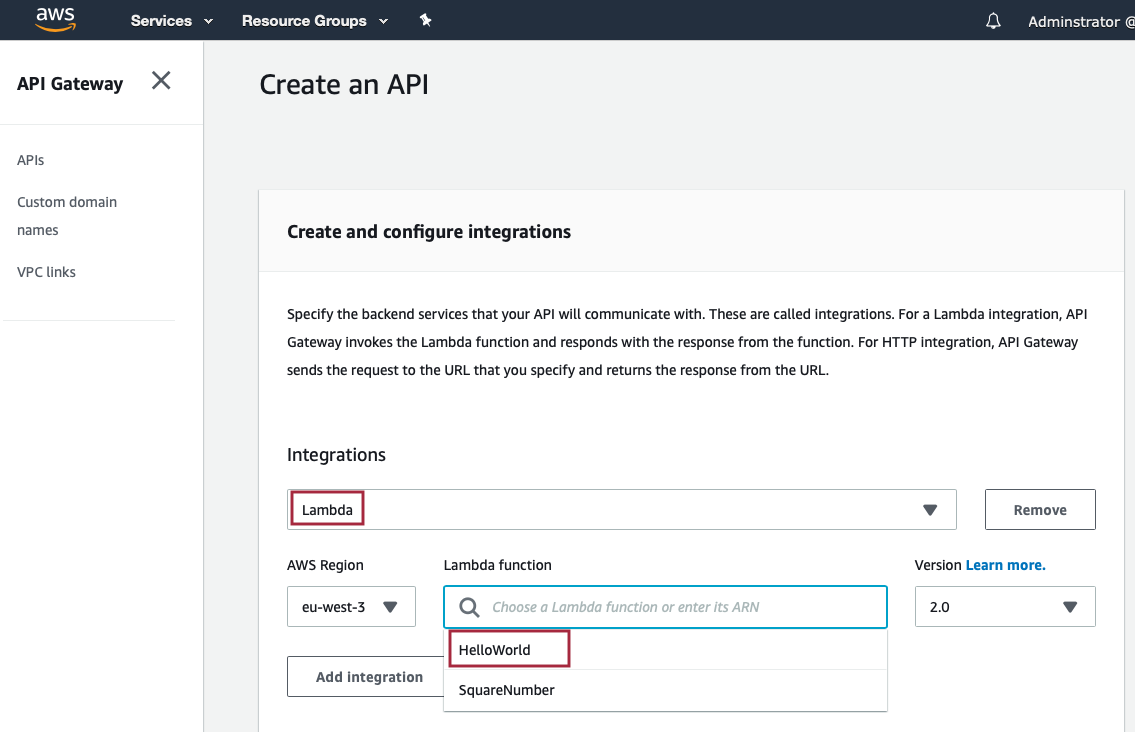 aws Services Resource Groups Adminstrator @
API Gateway
APIs
Custom domain
names
VPC links
Create an API
Create and configure integrations
Specify the backend services that your API will communicate with. These are called integrations. For a Lambda integration, API
Gateway invokes the Lambda function and responds with the response from the function. For HTTP integration, API Gateway
sends the request to the URL that you specify and returns the response from the URL.
Integrations
Lambda Remove
AWS Region Lambda function Version Learn more.
eu-west-3 Choose a Lambda function or enter its ARN 2.0
HelloWorld
Add integration
SquareNumber